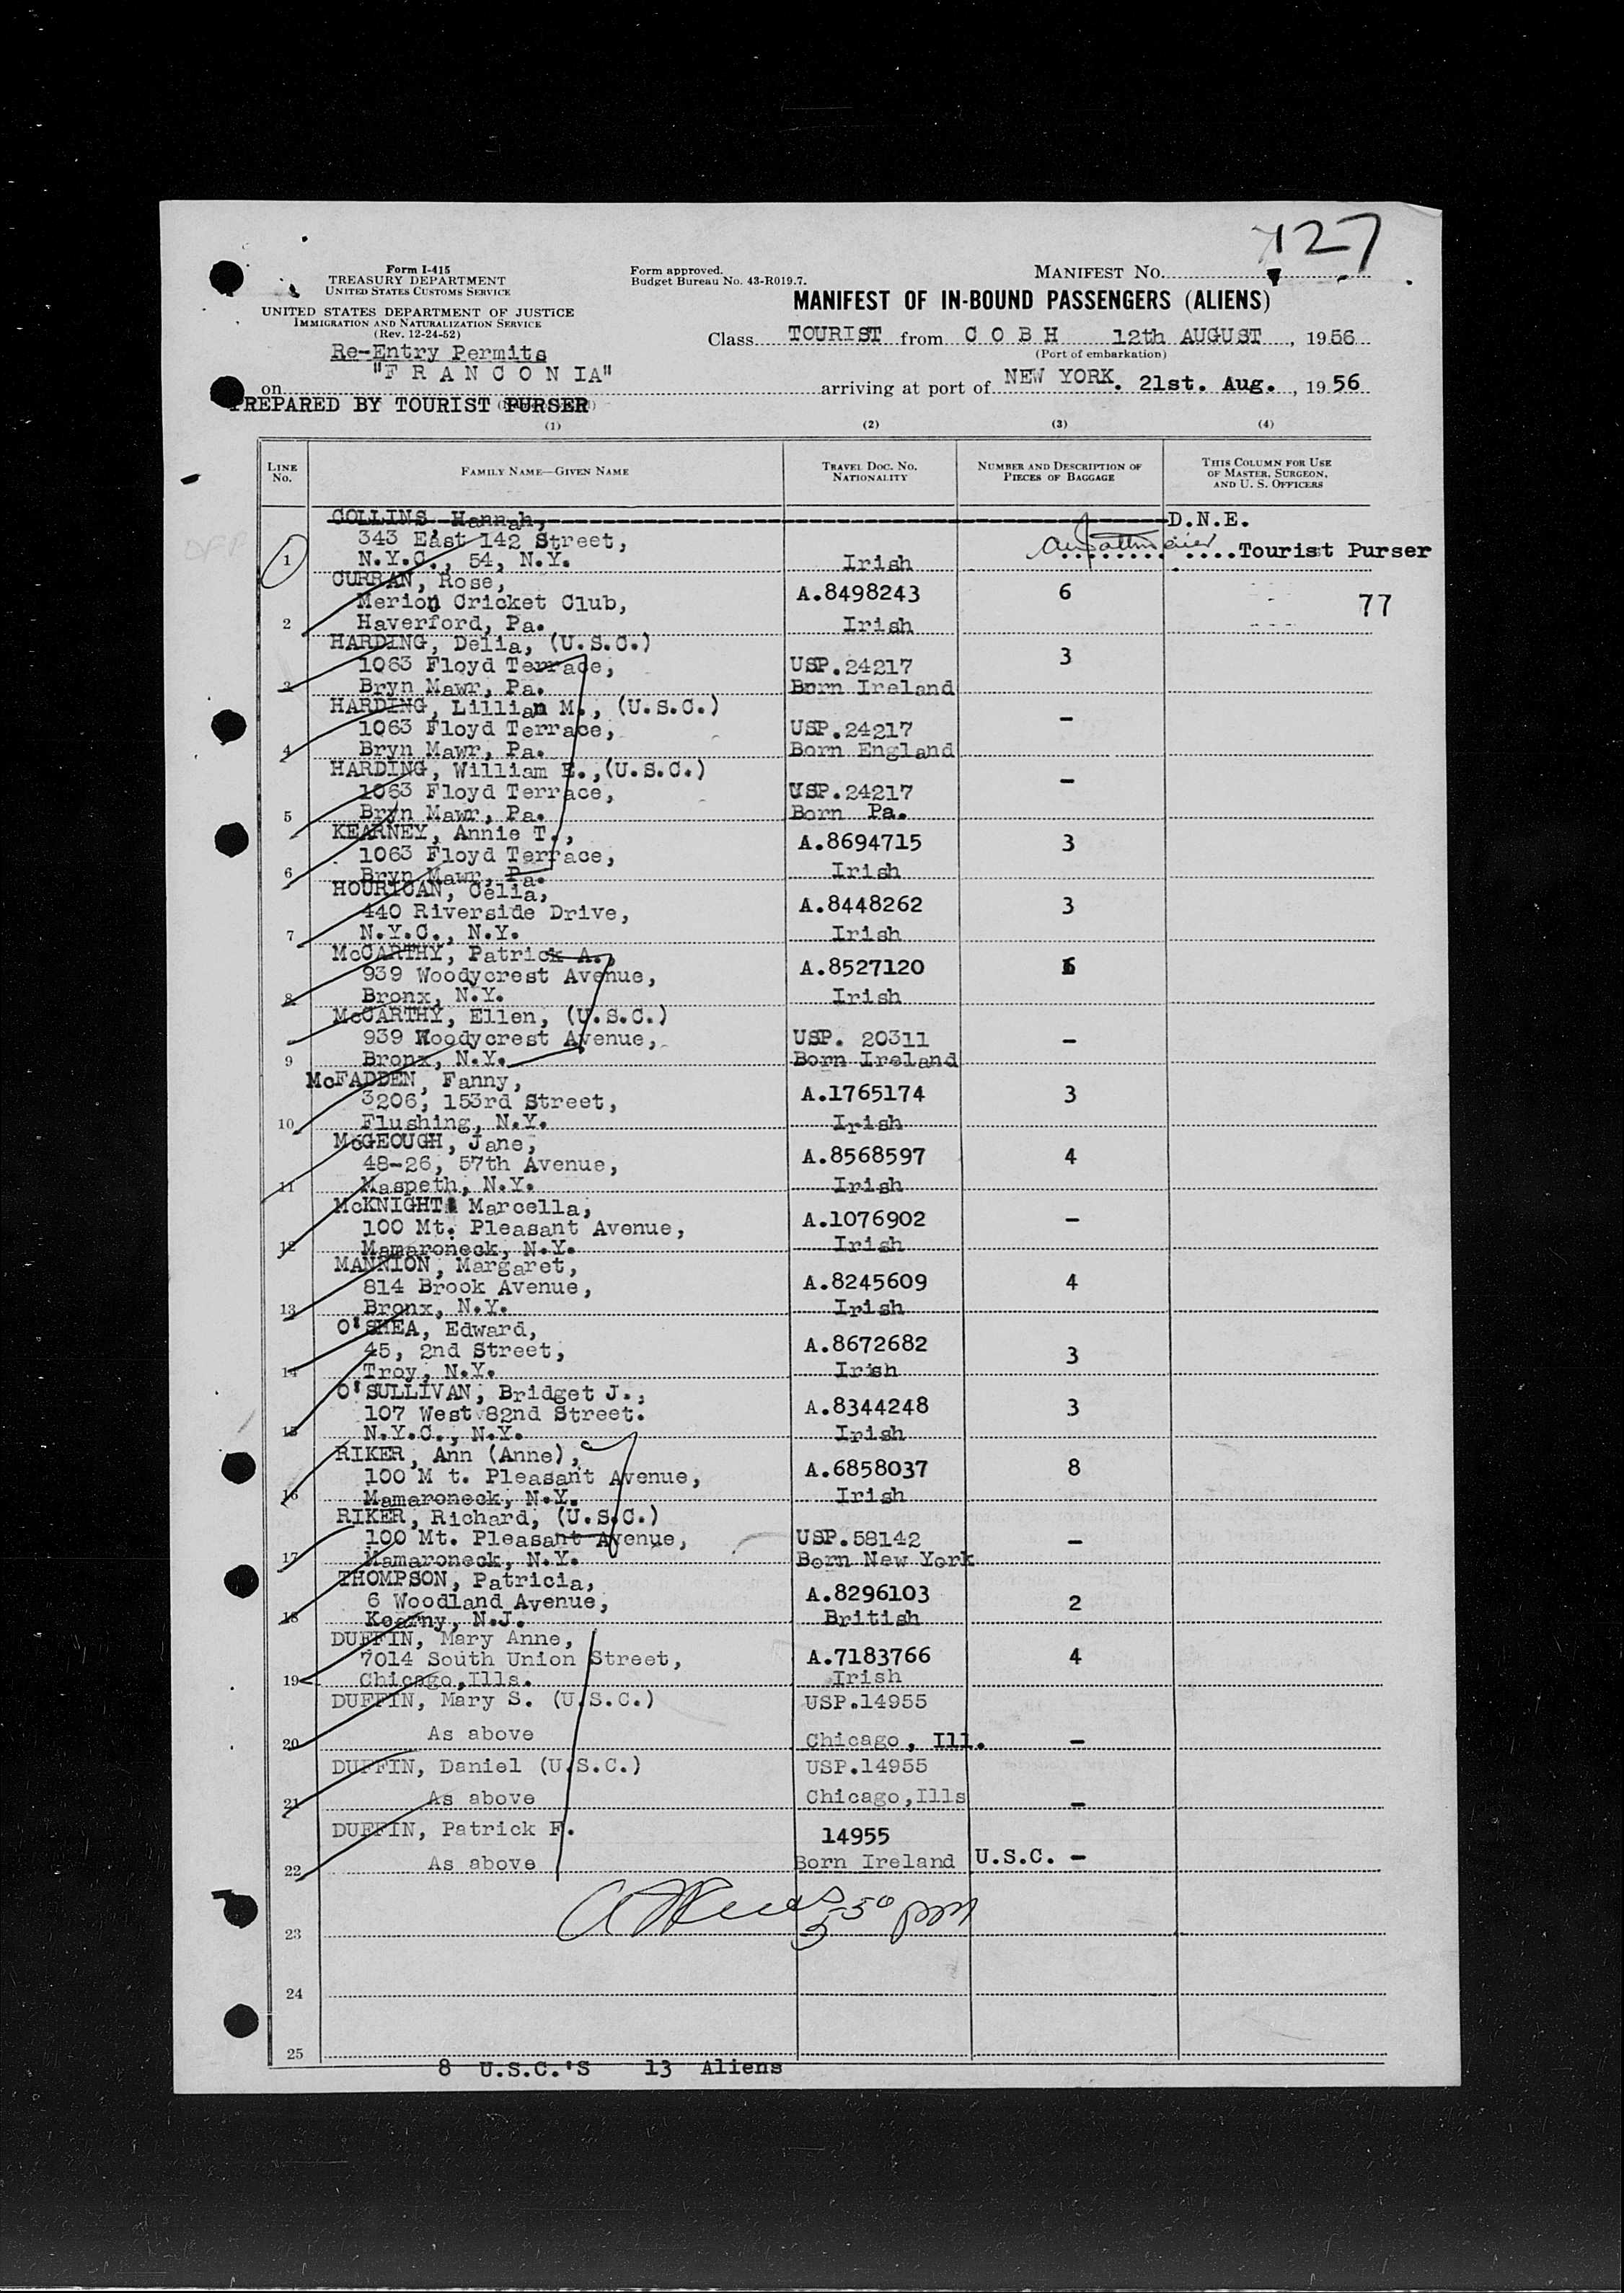 127
Form I-415
TREASURY DEPARTMENT
UNITED STATES CUSTOMS SERVICE
UNITED STATES DEPARTMENT OF JUSTICE
IMMIGRATION AND NATURALIZATION SERVICE
(Rev. 12-24-52)
Form approved.
Budget Bureau No. 43-R019.7.
MANIFEST NO.
MANIFEST OF IN-BOUND PASSENGERS (ALIENS)
Class TOURIST from C O B H 12th AUGUST, 1956
(Port of embarkation)
Re-Entry Permits
on "F R A N C O N IA" arriving at port of NEW YORK. 21st. Aug., 1956
PREPARED BY TOURIST PURSER
(1) (2) (3) (4)
LINE NO. FAMILY NAME—GIVEN NAME TRAVEL DOC. NO. NATIONALITY NUMBER AND DESCRIPTION OF PIECES OF BAGGAGE THIS COLUMN FOR USE OF MASTER, SURGEON, AND U. S. OFFICERS
COLLINS, Hannah, D.N.E.
343 East 142 Street, Tourist Purser
1 N.Y.C., 54, N.Y. Irish
CURRAN, Rose, A.8498243 6
Merion Cricket Club, 77
2 Haverford, Pa. Irish
HARDING, Delia, (U.S.C.) 3
1063 Floyd Terrace, USP.24217
3 Bryn Mawr, Pa. Born Ireland
HARDING, Lillian M., (U.S.C.) -
1063 Floyd Terrace, USP.24217
4 Bryn Mawr, Pa. Born England
HARDING, William E.,(U.S.C.) -
1063 Floyd Terrace, USP.24217
5 Bryn Mawr, Pa. Born Pa.
KEARNEY, Annie T., A.8694715 3
1063 Floyd Terrace,
6 Bryn Mawr, Pa. Irish
HOURICAN, Celia, A.8448262 3
440 Riverside Drive,
7 N.Y.C., N.Y. Irish
McCARTHY, Patrick A., A.8527120 6
939 Woodycrest Avenue,
8 Bronx, N.Y. Irish
McCARTHY, Ellen, (U.S.C.)
939 Woodycrest Avenue, USP. 20311 -
9 Bronx, N.Y. Born Ireland
McFADDEN, Fanny, A.1765174 3
3206, 153rd Street,
10 Flushing, N.Y. Irish
McGEOUGH, Jane, A.8568597 4
48-26, 57th Avenue,
11 Maspeth, N.Y. Irish
McKNIGHT Marcella, A.1076902 -
100 Mt. Pleasant Avenue,
12 Mamaroneck, N.Y. Irish
MANNION, Margaret, A.8245609 4
814 Brook Avenue,
13 Bronx, N.Y. Irish
O'SHEA, Edward, A.8672682 3
45, 2nd Street,
14 Troy, N.Y. Irish
O'SULLIVAN, Bridget J., A.8344248 3
107 West 82nd Street.
15 N.Y.C., N.Y. Irish
RIKER, Ann (Anne), A.6858037 8
100 M t. Pleasant Avenue,
16 Mamaroneck, N.Y. Irish
RIKER, Richard, (U.S.C.)
100 Mt. Pleasant Avenue, USP.58142 -
17 Mamaroneck, N.Y. Born New York
THOMPSON, Patricia, A.8296103 2
6 Woodland Avenue,
18 Kearny, N.J. British
DUFFIN, Mary Anne,
7014 South Union Street, A.7183766 4
19 Chicago,Ills. Irish
DUFFIN, Mary S. (U.S.C.) USP.14955
20 As above Chicago, Ill. -
DUFFIN, Daniel (U.S.C.) USP.14955
21 As above Chicago,Ills -
DUFFIN, Patrick F. 14955
22 As above Born Ireland U.S.C. -
5 50 pm
23
24
25
8 U.S.C.'S 13 Aliens